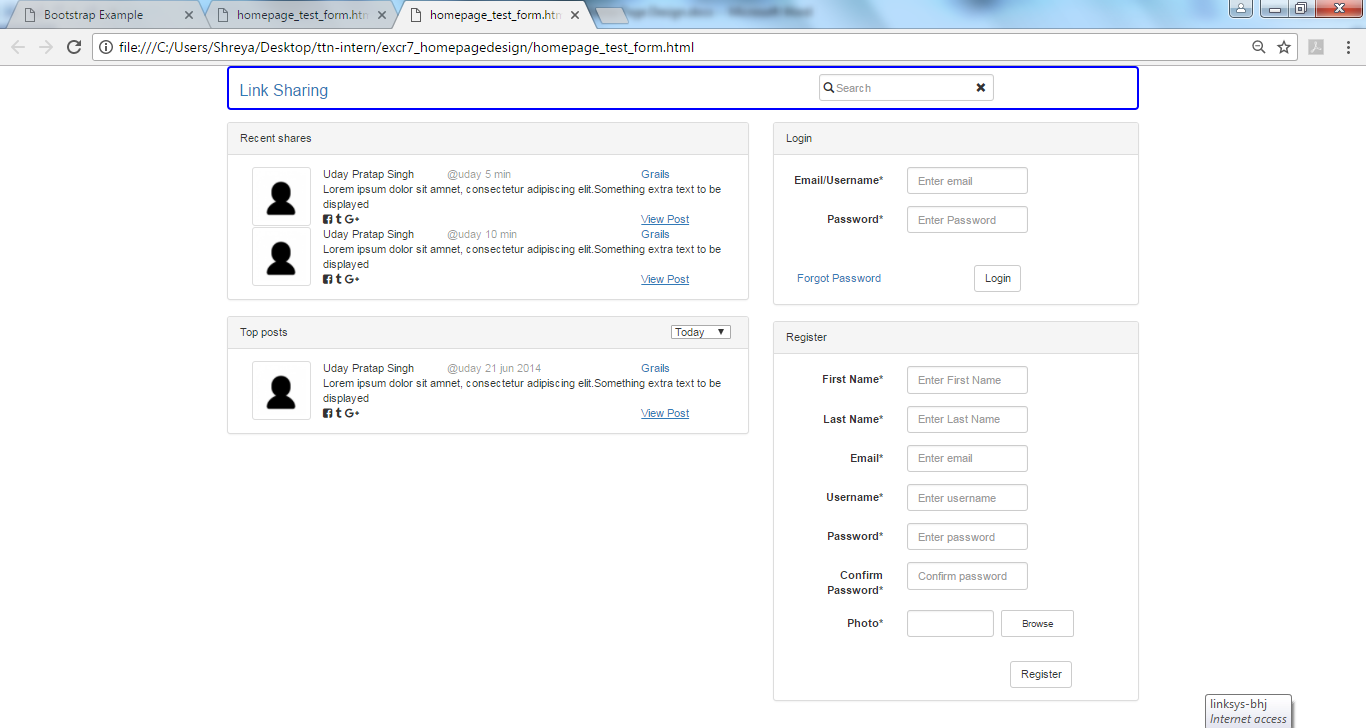 Bootstrap Example
homepage_test_form.htm
homepage_test_form.htm
file:///C:/Users/Shreya/Desktop/ttn-intern/excr7_homepagedesign/homepage_test_form.html
Link Sharing
Search
Recent shares
Uday Pratap Singh @uday 5 min Grails
Lorem ipsum dolor sit amnet, consectetur adipiscing elit.Something extra text to be
displayed
View Post
Uday Pratap Singh @uday 10 min Grails
Lorem ipsum dolor sit amnet, consectetur adipiscing elit.Something extra text to be
displayed
View Post
Top posts Today
Uday Pratap Singh @uday 21 jun 2014 Grails
Lorem ipsum dolor sit amnet, consectetur adipiscing elit.Something extra text to be
displayed
View Post
Login
Email/Username* Enter email
Password* Enter Password
Forgot Password Login
Register
First Name* Enter First Name
Last Name* Enter Last Name
Email* Enter email
Username* Enter username
Password* Enter password
Confirm
Password*
Confirm password
Photo* Browse
Register
linksys-bhj
Internet access